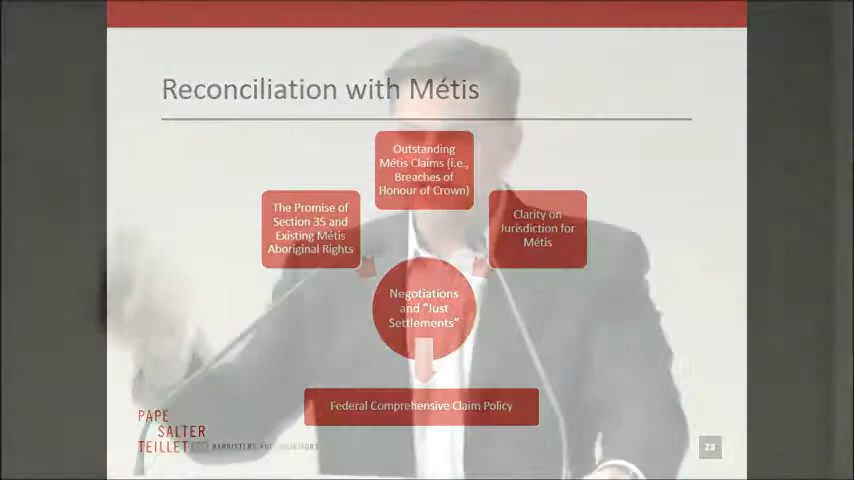 Reconciliation with Métis
Outstanding
Métis Claims (i.e.,
Breaches of
Honour of Crown)
The Promise of
Section 35 and
Existing Métis
Aboriginal Rights
Clarity on
Jurisdiction for
Métis
Negotiations
and “Just
Settlements”
Federal Comprehensive Claim Policy
PAPE
SALTER
TEILLET
BARRISTERS AND SOLICITORS
23